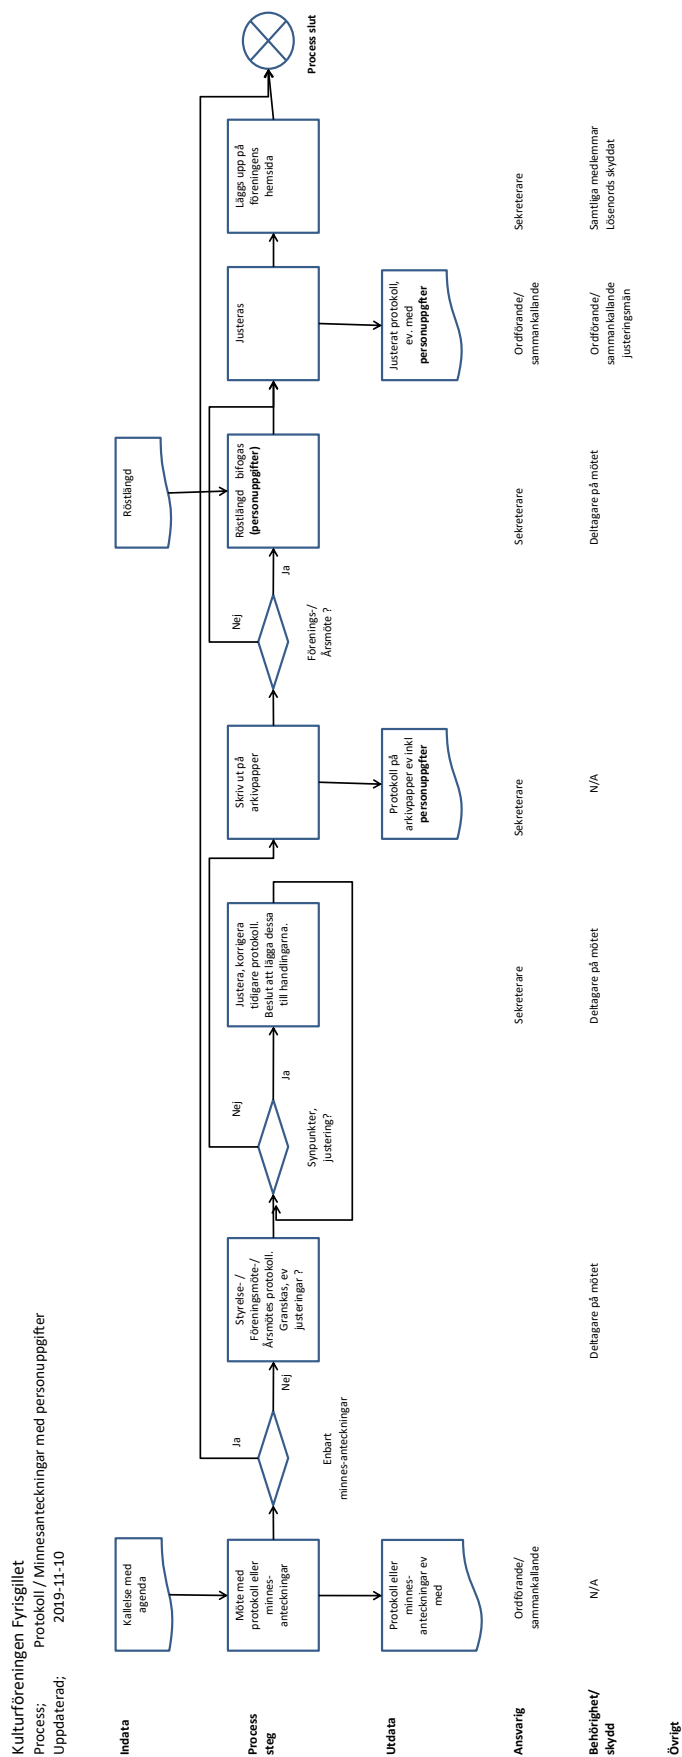 Kulturföreningen Fyrisgillet
Process; Protokoll / Minnesanteckningar med personuppgifter
Uppdaterad; 2019-11-10
Indata
Kallelse med
agenda
Röstlängd
Process
steg
Möte med
protokoll eller
minnes-
anteckningar
Ja
Nej
Enbart
minnes-anteckningar
Styrelse- /
Föreningsmöte-/
Årsmötes protokoll.
Granskas, ev
justeringar ?
Nej
Ja
Synpunkter,
justering?
Justera, korrigera
tidigare protokoll.
Beslut att lägga dessa
till handlingarna.
Skriv ut på
arkivpapper
Nej
Ja
Förenings-/
Årsmöte ?
Röstlängd bifogas
(personuppgifter)
Justeras
Läggs upp på
föreningens
hemsida
Process slut
Utdata
Protokoll eller
minnes-
anteckningar ev
med
Protokoll på
arkivpapper ev inkl
personuppgfter
Justerat protokoll,
ev. med
personuppgfter
Ansvarig
Ordförande/
sammankallande
Sekreterare
Sekreterare
Sekreterare
Ordförande/
sammankallande
Sekreterare
Behörighet/
skydd
N/A
Deltagare på mötet
Deltagare på mötet
N/A
Deltagare på mötet
Ordförande/
sammankallande
justeringsmän
Samtliga medlemmar
Lösenords skyddat
Övrigt